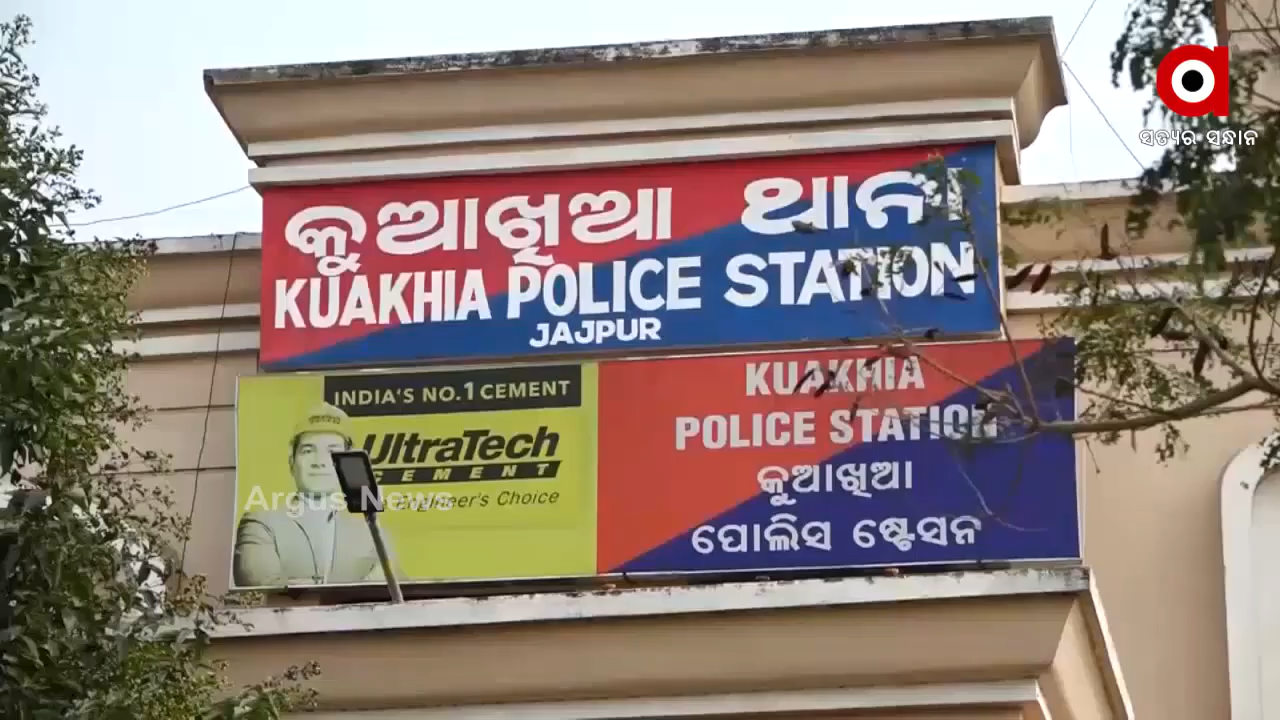 ସତ୍ୟର ସନ୍ଧାନ
କୁଆଖିଆ ଥାନା
KUAKHIA POLICE STATION
JAJPUR
INDIA'S NO.1 CEMENT
UltraTech
CEMENT
Engineer's Choice
Argus News
KUAKHIA
POLICE STATION
କୁଆଖିଆ
ପୋଲିସ ଷ୍ଟେସନ